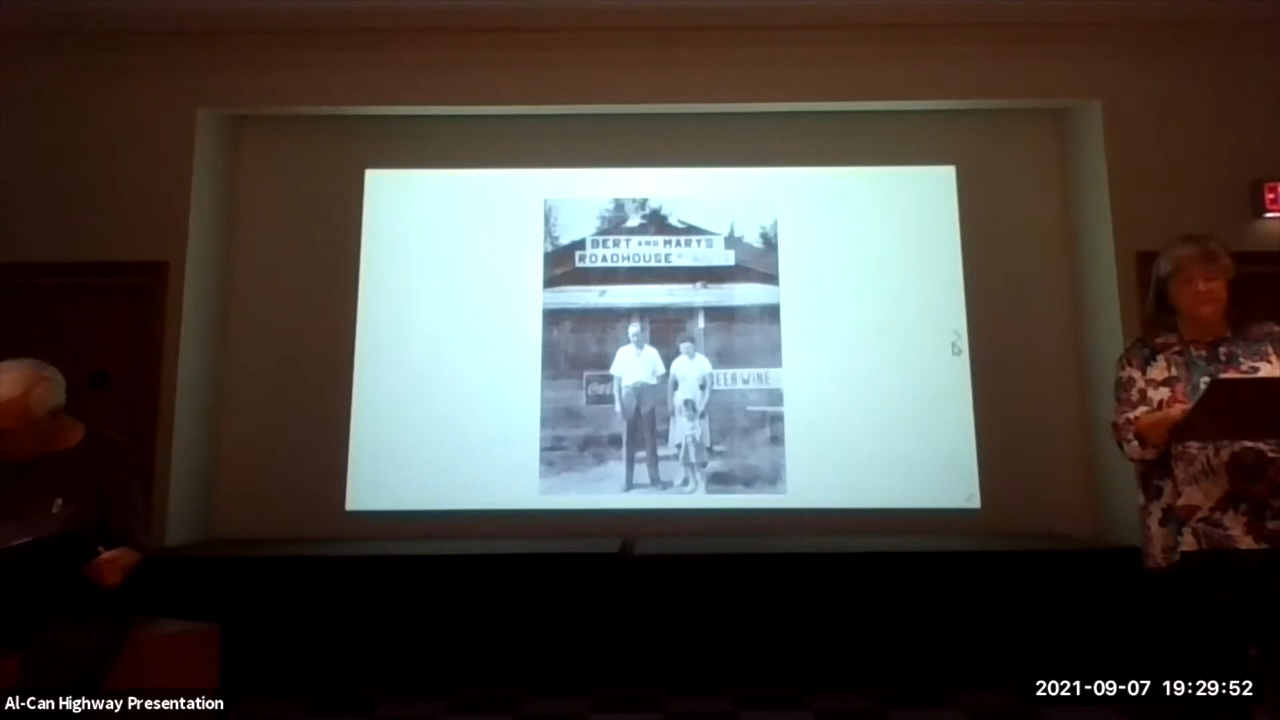 BERT AND MARY'S
ROADHOUSE
BEER WINE
Al-Can Highway Presentation
2021-09-07 19:29:52